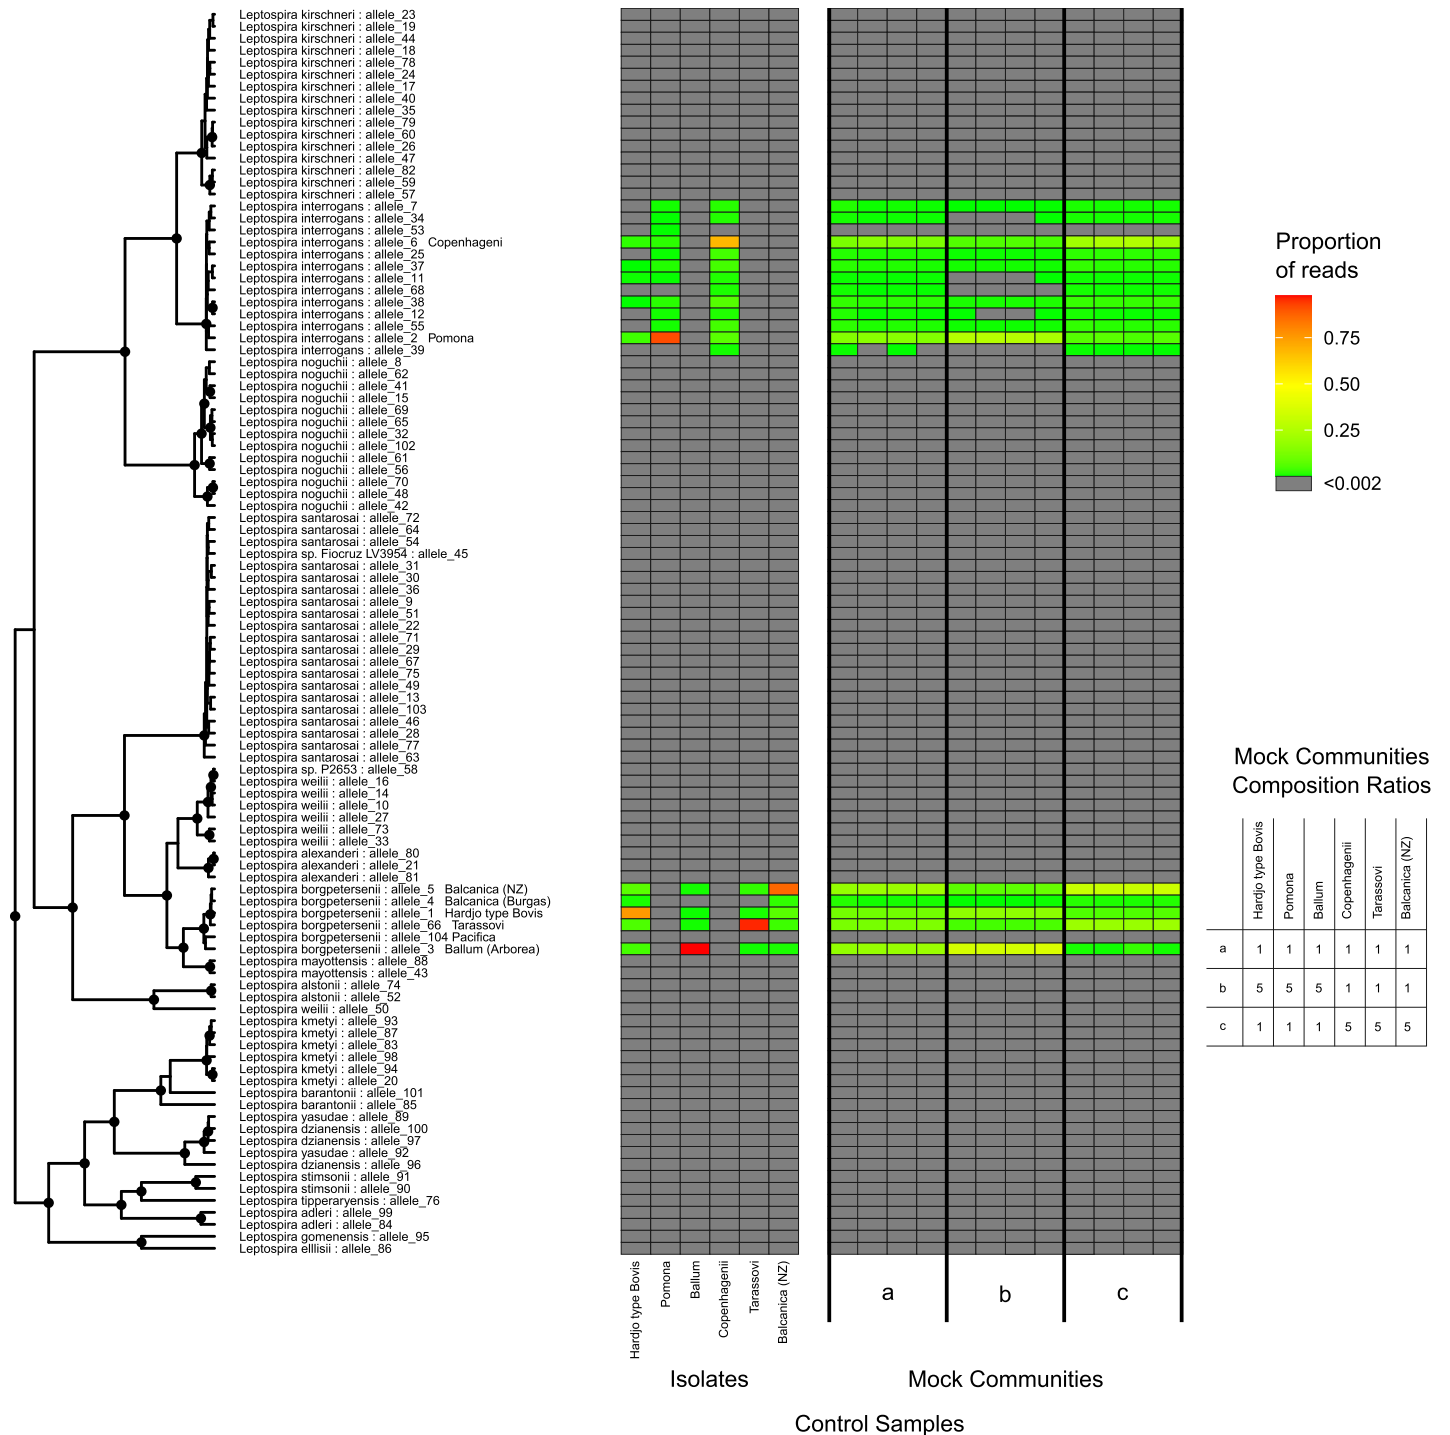 Leptospira kirschneri : allele_23
Leptospira kirschneri : allele_19
Leptospira kirschneri : allele_44
Leptospira kirschneri : allele_18
Leptospira kirschneri : allele_78
Leptospira kirschneri : allele_24
Leptospira kirschneri : allele_17
Leptospira kirschneri : allele_40
Leptospira kirschneri : allele_35
Leptospira kirschneri : allele_79
Leptospira kirschneri : allele_60
Leptospira kirschneri : allele_26
Leptospira kirschneri : allele_47
Leptospira kirschneri : allele_82
Leptospira kirschneri : allele_59
Leptospira kirschneri : allele_57
Leptospira interrogans : allele_7
Leptospira interrogans : allele_34
Leptospira interrogans : allele_53
Leptospira interrogans : allele_6 Copenhageni
Leptospira interrogans : allele_25
Leptospira interrogans : allele_37
Leptospira interrogans : allele_11
Leptospira interrogans : allele_68
Leptospira interrogans : allele_38
Leptospira interrogans : allele_12
Leptospira interrogans : allele_55
Leptospira interrogans : allele_2 Pomona
Leptospira interrogans : allele_39
Leptospira noguchii : allele_8
Leptospira noguchii : allele_62
Leptospira noguchii : allele_41
Leptospira noguchii : allele_15
Leptospira noguchii : allele_69
Leptospira noguchii : allele_65
Leptospira noguchii : allele_32
Leptospira noguchii : allele_102
Leptospira noguchii : allele_61
Leptospira noguchii : allele_56
Leptospira noguchii : allele_70
Leptospira noguchii : allele_48
Leptospira noguchii : allele_42
Leptospira santarosai : allele_72
Leptospira santarosai : allele_64
Leptospira santarosai : allele_54
Leptospira sp. Fiocruz LV3954 : allele_45
Leptospira santarosai : allele_31
Leptospira santarosai : allele_30
Leptospira santarosai : allele_36
Leptospira santarosai : allele_9
Leptospira santarosai : allele_51
Leptospira santarosai : allele_22
Leptospira santarosai : allele_71
Leptospira santarosai : allele_29
Leptospira santarosai : allele_67
Leptospira santarosai : allele_75
Leptospira santarosai : allele_49
Leptospira santarosai : allele_13
Leptospira santarosai : allele_103
Leptospira santarosai : allele_46
Leptospira santarosai : allele_28
Leptospira santarosai : allele_77
Leptospira santarosai : allele_63
Leptospira sp. P2653 : allele_58
Leptospira weilii : allele_16
Leptospira weilii : allele_14
Leptospira weilii : allele_10
Leptospira weilii : allele_27
Leptospira weilii : allele_73
Leptospira weilii : allele_33
Leptospira alexanderi : allele_80
Leptospira alexanderi : allele_21
Leptospira alexanderi : allele_81
Leptospira borgpetersenii : allele_5 Balcanica (NZ)
Leptospira borgpetersenii : allele_4 Balcanica (Burgas)
Leptospira borgpetersenii : allele_1 Hardjo type Bovis
Leptospira borgpetersenii : allele_66 Tarassovi
Leptospira borgpetersenii : allele_104 Pacifica
Leptospira borgpetersenii : allele_3 Ballum (Arborea)
Leptospira mayottensis : allele_88
Leptospira mayottensis : allele_43
Leptospira alstonii : allele_74
Leptospira alstonii : allele_52
Leptospira weilii : allele_50
Leptospira kmetyi : allele_93
Leptospira kmetyi : allele_87
Leptospira kmetyi : allele_83
Leptospira kmetyi : allele_98
Leptospira kmetyi : allele_94
Leptospira kmetyi : allele_20
Leptospira barantonii : allele_101
Leptospira barantonii : allele_85
Leptospira yasudae : allele_89
Leptospira dzianensis : allele_100
Leptospira dzianensis : allele_97
Leptospira yasudae : allele_92
Leptospira dzianensis : allele_96
Leptospira stimsonii : allele_91
Leptospira stimsonii : allele_90
Leptospira tipperaryensis : allele_76
Leptospira adleri : allele_99
Leptospira adleri : allele_84
Leptospira gomenensis : allele_95
Leptospira elllisii : allele_86
Hardjo type Bovis
Pomona
Ballum
Copenhagenii
Tarassovi
Balcanica (NZ)
Isolates
a b c
Mock Communities
Control Samples
Proportion
of reads
0.75
0.50
0.25
<0.002
Mock Communities
Composition Ratios
Hardjo type Bovis
Pomona
Ballum
Copenhagenii
Tarassovi
Balcanica (NZ)
a 1 1 1 1 1 1
b 5 5 5 1 1 1
c 1 1 1 5 5 5